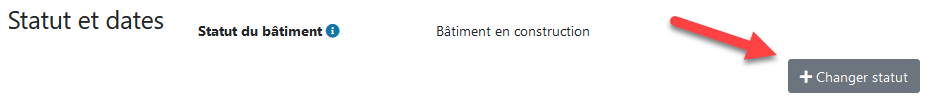 Statut et dates
Statut du bâtiment
Bâtiment en construction
Changer statut